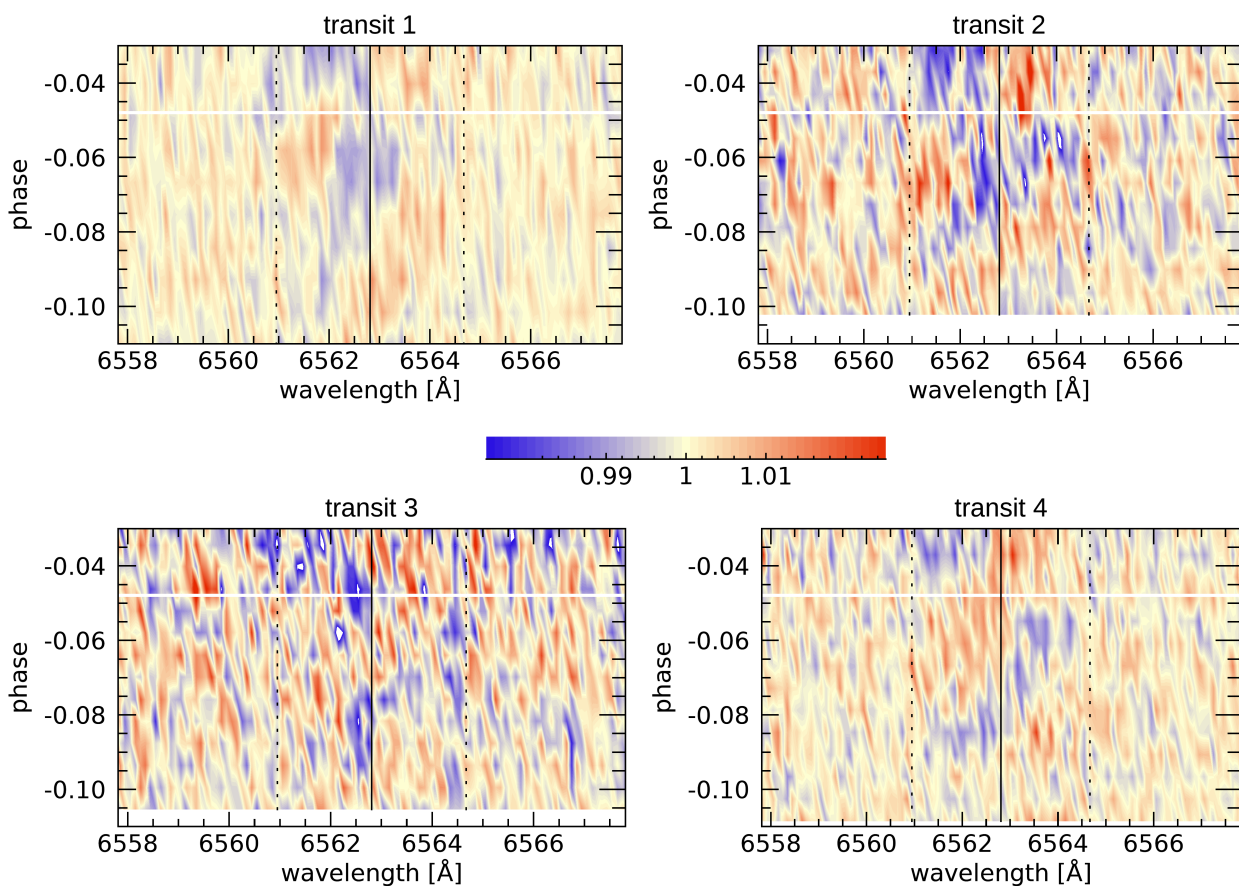 transit 1
transit 2
-0.04
-0.06
-0.08
-0.10
phase
6558 6560 6562 6564 6566
wavelength [Å]
-0.04
-0.06
-0.08
-0.10
phase
6558 6560 6562 6564 6566
wavelength [Å]
0.99 1 1.01
transit 3
transit 4
-0.04
-0.06
-0.08
-0.10
phase
6558 6560 6562 6564 6566
wavelength [Å]
-0.04
-0.06
-0.08
-0.10
phase
6558 6560 6562 6564 6566
wavelength [Å]